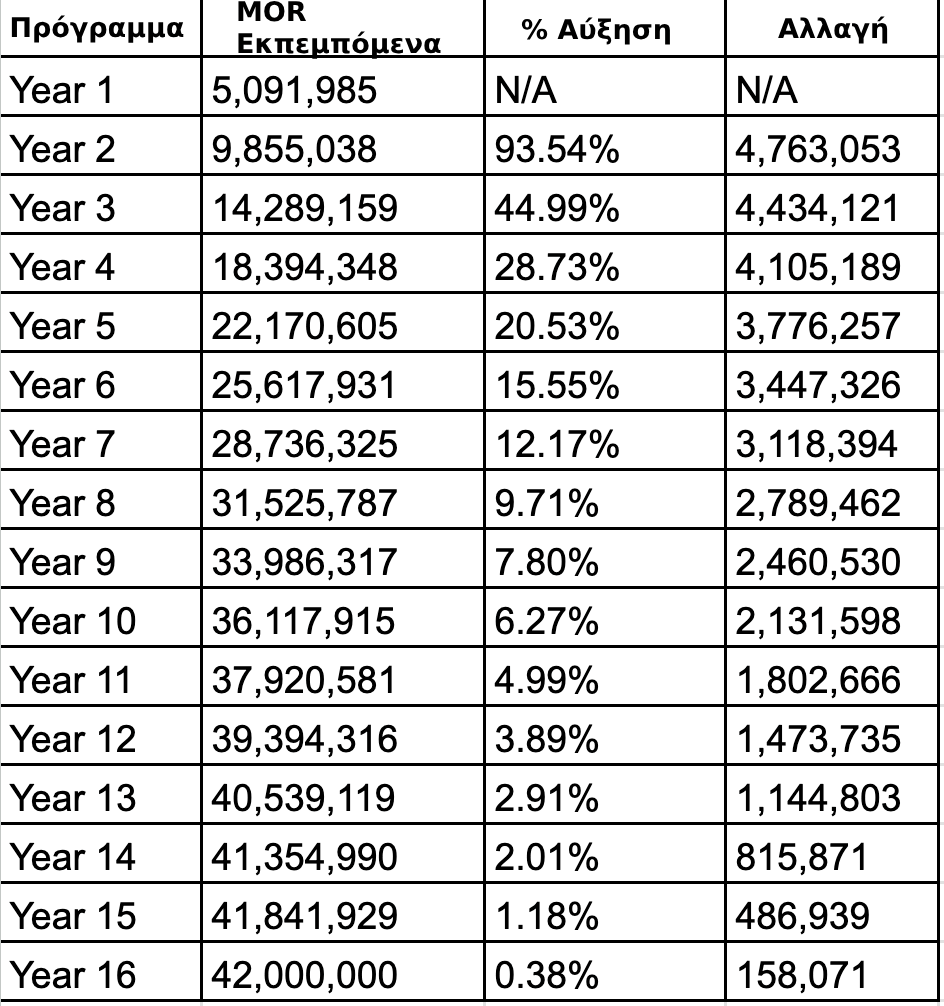 Πρόγραμμα MOR Εκπεμπόμενα % Αύξηση Αλλαγή
Year 1 5,091,985 N/A N/A
Year 2 9,855,038 93.54% 4,763,053
Year 3 14,289,159 44.99% 4,434,121
Year 4 18,394,348 28.73% 4,105,189
Year 5 22,170,605 20.53% 3,776,257
Year 6 25,617,931 15.55% 3,447,326
Year 7 28,736,325 12.17% 3,118,394
Year 8 31,525,787 9.71% 2,789,462
Year 9 33,986,317 7.80% 2,460,530
Year 10 36,117,915 6.27% 2,131,598
Year 11 37,920,581 4.99% 1,802,666
Year 12 39,394,316 3.89% 1,473,735
Year 13 40,539,119 2.91% 1,144,803
Year 14 41,354,990 2.01% 815,871
Year 15 41,841,929 1.18% 486,939
Year 16 42,000,000 0.38% 158,071